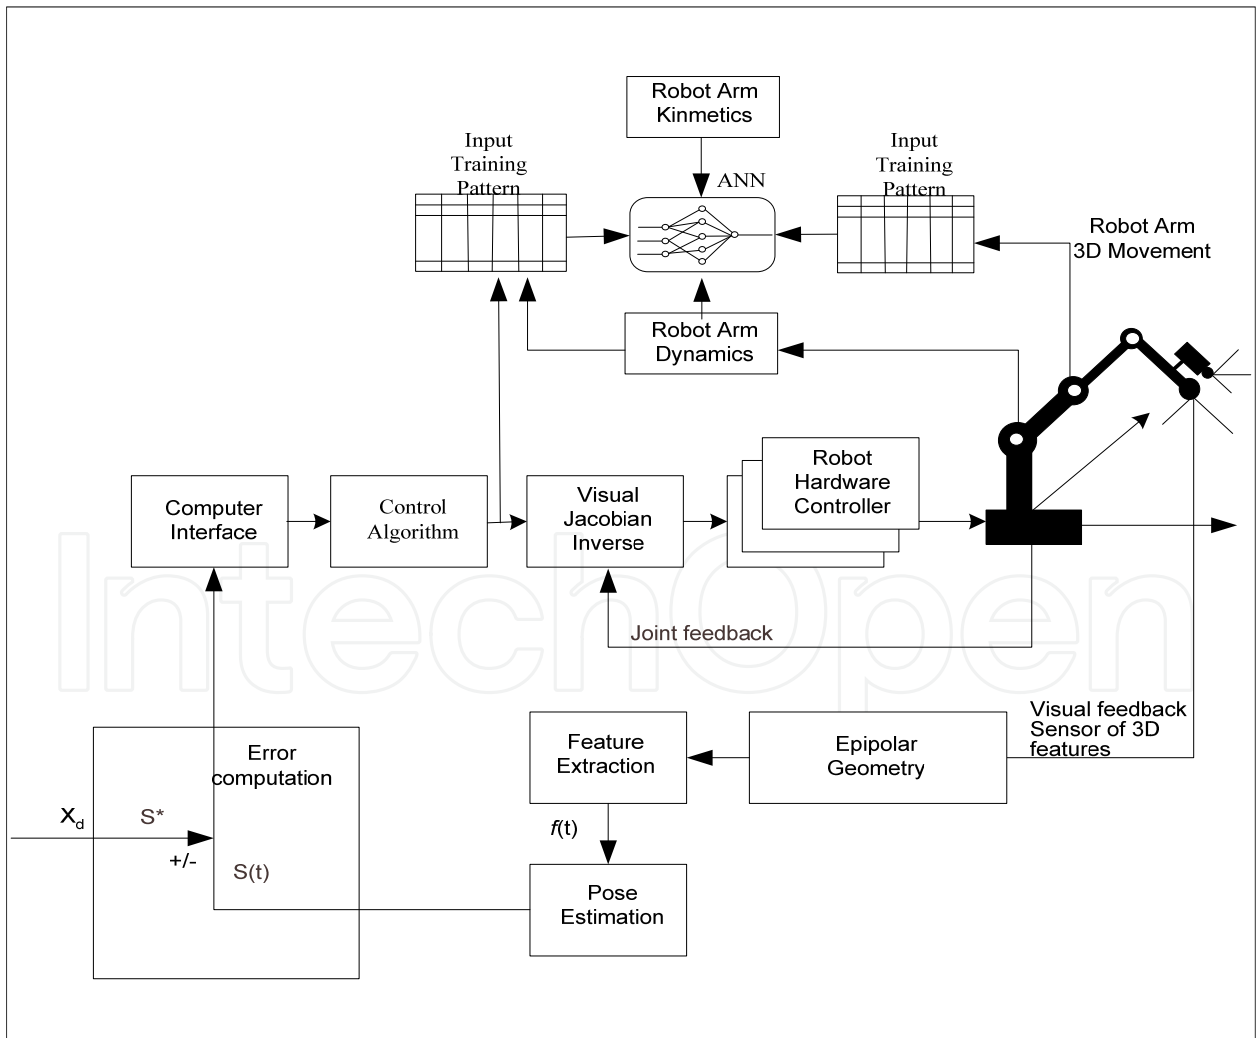 Robot Arm
Kinmetics
Input
Training
Pattern
ANN
Input
Training
Pattern
Robot Arm
3D Movement
Robot Arm
Dynamics
Robot
Hardware
Controller
Computer
Interface
Control
Algorithm
Visual
Jacobian
Inverse
IntechOpen
Joint feedback
Visual feedback
Sensor of 3D
features
Error
computation
Feature
Extraction
Epipolar
Geometry
Xd
S*
+/-
S(t)
f(t)
Pose
Estimation